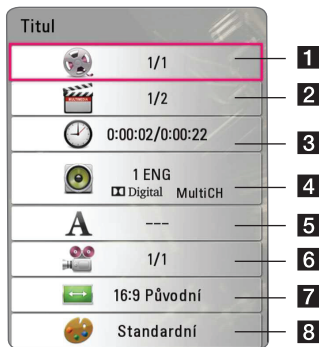 Titul
1/1
1
1/2
2
0:00:02/0:00:22
3
1 ENG
Digital MultiCH
4
A
---
5
1/1
6
16:9 Původní
7
Standardní
8